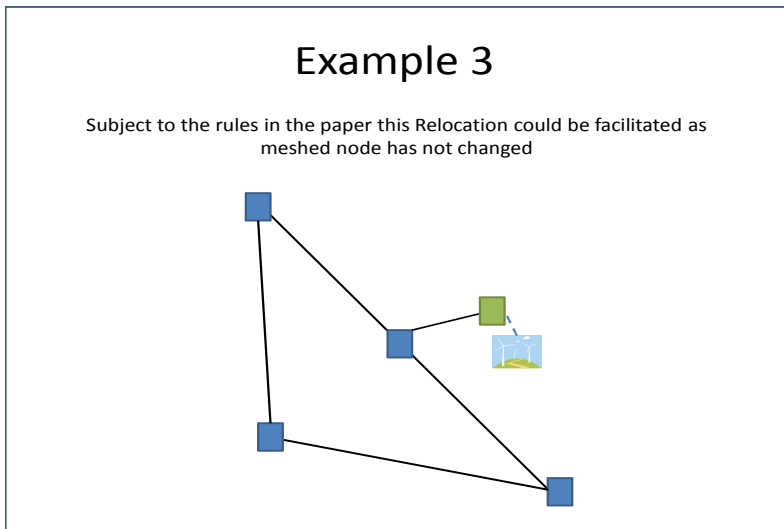 Example 3
Subject to the rules in the paper this Relocation could be facilitated as
meshed node has not changed